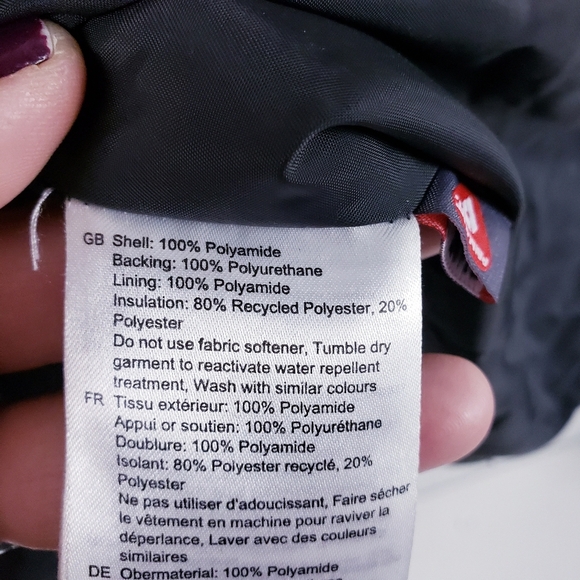 GB Shell: 100% Polyamide
Backing: 100% Polyurethane
Lining: 100% Polyamide
Insulation: 80% Recycled Polyester, 20%
Polyester
Do not use fabric softener, Tumble dry
garment to reactivate water repellent
treatment, Wash with similar colours
FR Tissu extérieur: 100% Polyamide
Appui or soutien: 100% Polyuréthane
Doublure: 100% Polyamide
Isolant: 80% Polyester recyclé, 20%
Polyester
Ne pas utiliser d'adoucissant, Faire sécher
le vêtement en machine pour raviver la
déperlance, Laver avec des couleurs
similaires
DE Obermaterial: 100% Polyamide